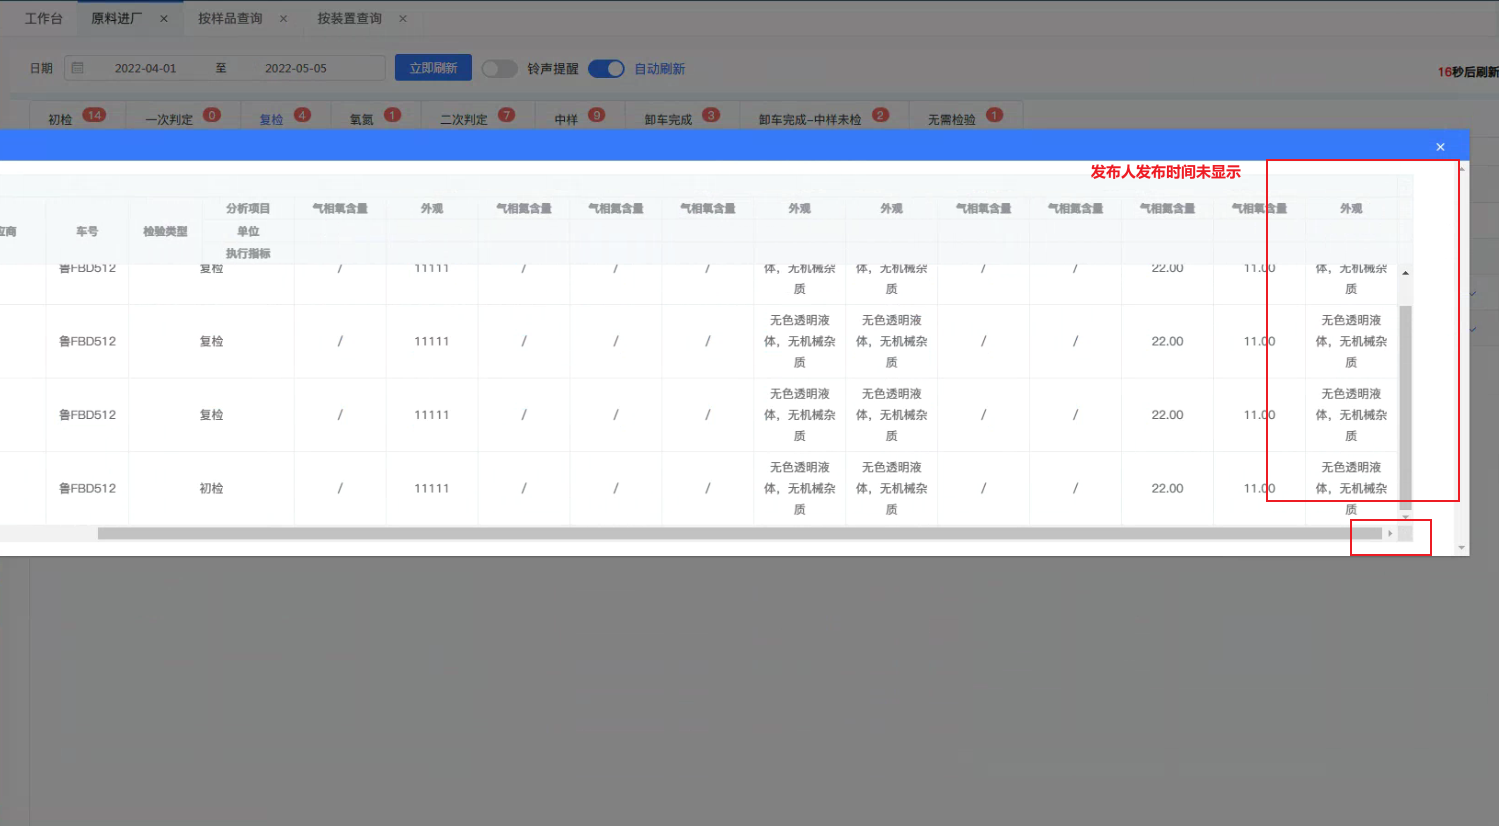 工作台 原料进厂 × 按样品查询 × 按装置查询 ×
日期 2022-04-01 至 2022-05-05 立即刷新 铃声提醒 自动刷新 16秒后刷新
初检 14 一次判定 0 复检 4 氧氮 1 二次判定 7 中样 9 卸车完成 3 卸车完成-中样未检 2 无需检验 1
×
发布人发布时间未显示
分析项目 气相氧含量 外观 气相氮含量 气相氮含量 气相氧含量 外观 外观 气相氧含量 气相氮含量 气相氮含量 气相氧含量 外观
应商 车号 检验类型 单位
执行指标
鲁FBD512 复检 / 11111 / / / 体，无机械杂 体，无机械杂 / / 22.00 11.00 体，无机械杂
质 质 质
无色透明液 无色透明液 无色透明液
鲁FBD512 复检 / 11111 / / / 体，无机械杂 体，无机械杂 / / 22.00 11.00 体，无机械杂
质 质 质
无色透明液 无色透明液 无色透明液
鲁FBD512 复检 / 11111 / / / 体，无机械杂 体，无机械杂 / / 22.00 11.00 体，无机械杂
质 质 质
无色透明液 无色透明液 无色透明液
鲁FBD512 初检 / 11111 / / / 体，无机械杂 体，无机械杂 / / 22.00 11.00 体，无机械杂
质 质 质